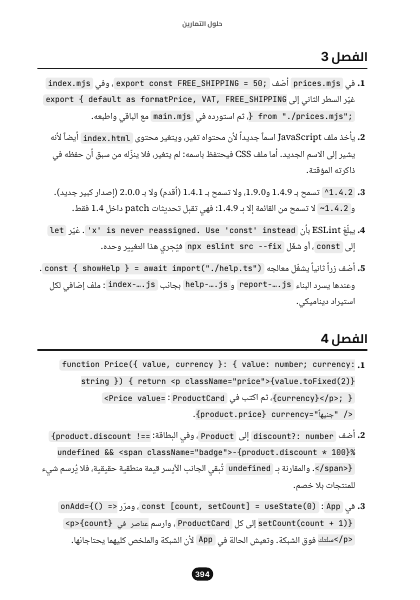 حلول التمارين
الفصل 3
1. في prices.mjs أضف export const FREE_SHIPPING = 50; ، وفي index.mjs
غيّر السطر الثاني إلى export { default as formatPrice, VAT, FREE_SHIPPING
} from "./prices.mjs"; ، ثم استورده في main.mjs مع الباقي واطبعه.
2. يأخذ ملف JavaScript اسماً جديداً لأن محتواه تغير، ويتغير محتوى index.html أيضاً لأنه
يشير إلى الاسم الجديد. أما ملف CSS فيحتفظ باسمه: لم يتغير، فلا ينزّله من سبق أن حفظه في
ذاكرته المؤقتة.
3. ^1.4.2 تسمح بـ 1.4.9 و1.9.0، ولا تسمح بـ 1.4.1 (أقدم) ولا بـ 2.0.0 (إصدار كبير جديد).
و ~1.4.2 لا تسمح من القائمة إلا بـ 1.4.9: فهي تقبل تحديثات patch داخل 1.4 فقط.
4. يبلّغ ESLint بأن 'x' is never reassigned. Use 'const' instead . غيّر let
إلى const ، أو شغّل npx eslint src --fix فيُجري هذا التغيير وحده.
5. أضف زراً ثانياً يشغّل معالجه const { showHelp } = await import("./help.ts") .
وعندها يسرد البناء report-….js و help-….js بجانب index-….js : ملف إضافي لكل
استيراد ديناميكي.
الفصل 4
1. function Price({ value, currency }: { value: number; currency:
string }) { return <p className="price">{value.toFixed(2)}
{currency}</p>; } ، ثم اكتب في ProductCard : <Price value=
{product.price} currency="جنيهاً" />.
2. أضف discount?: number إلى Product ، وفي البطاقة: {product.discount !==
undefined && <span className="badge">-{product.discount * 100}%
</span>} . والمقارنة بـ undefined تُبقي الجانب الأيسر قيمة منطقية حقيقية، فلا يُرسم شيء
للمنتجات بلا خصم.
3. في App : const [count, setCount] = useState(0) ، ومرّر onAdd={() =>
setCount(count + 1)} إلى كل ProductCard ، وارسم <p>{count} عناصر في
سلتك</p> فوق الشبكة. وتعيش الحالة في App لأن الشبكة والملخص كليهما يحتاجانها.
394